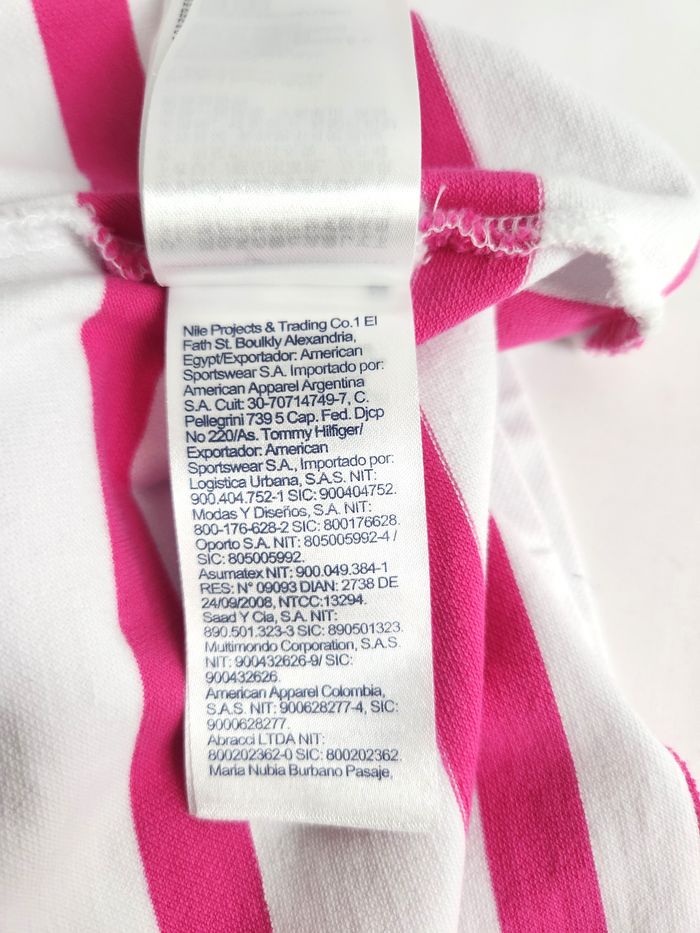 Nile Projects & Trading Co.1 El
Fath St. Boulkly Alexandria,
Egypt/Exportador: American
Sportswear S.A. Importado por:
American Apparel Argentina
S.A. Cuit: 30-70714749-7, C.
Pellegrini 739 5 Cap. Fed. Djcp
No 220/As. Tommy Hilfiger/
Exportador: American
Sportswear S.A., Importado por:
Logistica Urbana, S.A.S. NIT:
900.404.752-1 SIC: 900404752.
Modas Y Diseños, S.A. NIT:
800-176-628-2 SIC: 800176628.
Oporto S.A. NIT: 805005992-4 /
SIC: 805005992.
Asumatex NIT: 900.049.384-1
RES: N° 09093 DIAN: 2738 DE
24/09/2008, NTCC:13294.
Saad Y Cia, S.A. NIT:
890.501.323-3 SIC: 890501323.
Multimondo Corporation, S.A.S.
NIT: 900432626-9/ SIC:
900432626.
American Apparel Colombia,
S.A.S. NIT: 900628277-4, SIC:
9000628277.
Abracci LTDA NIT:
800202362-0 SIC: 800202362.
Maria Nubia Burbano Pasaje,